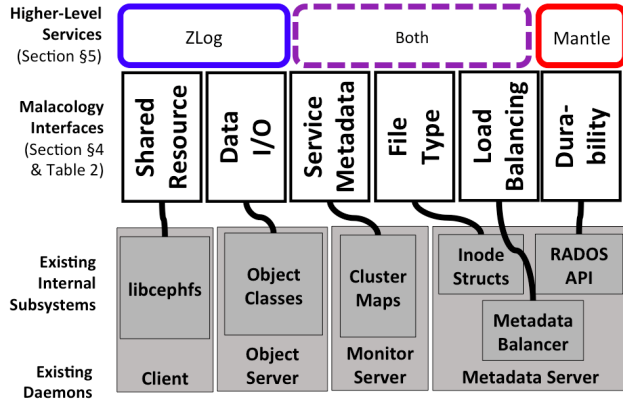 Higher-Level
Services
(Section §5)
ZLog
Both
Mantle
Malacology
Interfaces
(Section §4
& Table 2)
Shared
Resource
Data
I/O
Service
Metadata
File
Type
Load
Balancing
Dura-
bility
Existing
Internal
Subsystems
libcephfs
Object
Classes
Cluster
Maps
Inode
Structs
RADOS
API
Metadata
Balancer
Existing
Daemons
Client
Object
Server
Monitor
Server
Metadata Server